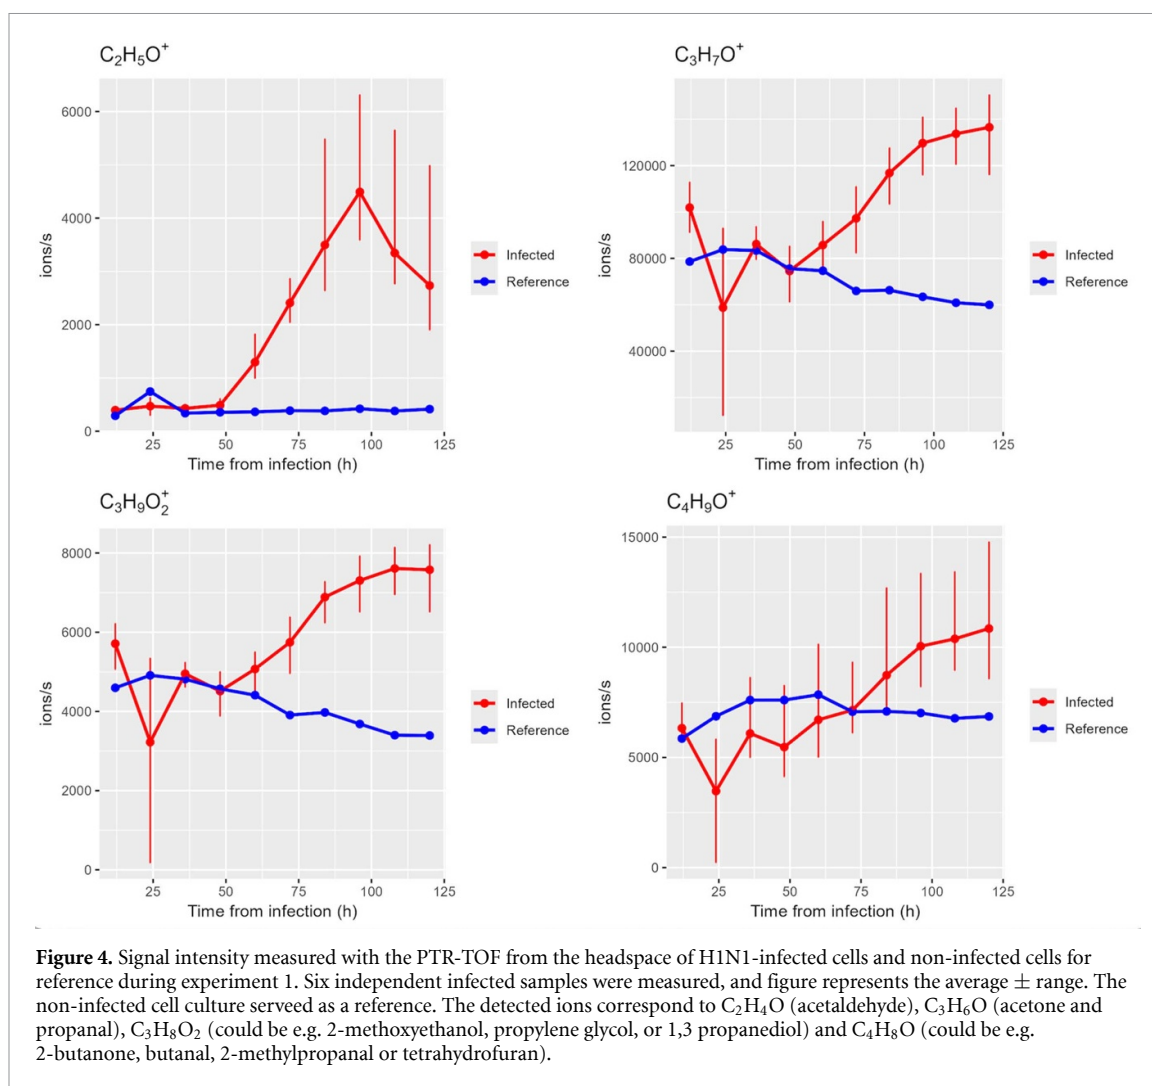 C₂H₅O⁺
C₃H₇O⁺
6000
4000
2000
0
ions/s
25
50
75
100
125
Time from infection (h)
Infected
Reference
120000
80000
40000
ions/s
25
50
75
100
125
Time from infection (h)
Infected
Reference
C₃H₉O₂⁺
C₄H₉O⁺
8000
6000
4000
2000
0
ions/s
25
50
75
100
125
Time from infection (h)
Infected
Reference
15000
10000
5000
0
ions/s
25
50
75
100
125
Time from infection (h)
Infected
Reference
Figure 4. Signal intensity measured with the PTR-TOF from the headspace of H1N1-infected cells and non-infected cells for
reference during experiment 1. Six independent infected samples were measured, and figure represents the average ± range. The
non-infected cell culture serveed as a reference. The detected ions correspond to C₂H₄O (acetaldehyde), C₃H₆O (acetone and
propanal), C₃H₈O₂ (could be e.g. 2-methoxyethanol, propylene glycol, or 1,3 propanediol) and C₄H₈O (could be e.g.
2-butanone, butanal, 2-methylpropanal or tetrahydrofuran).